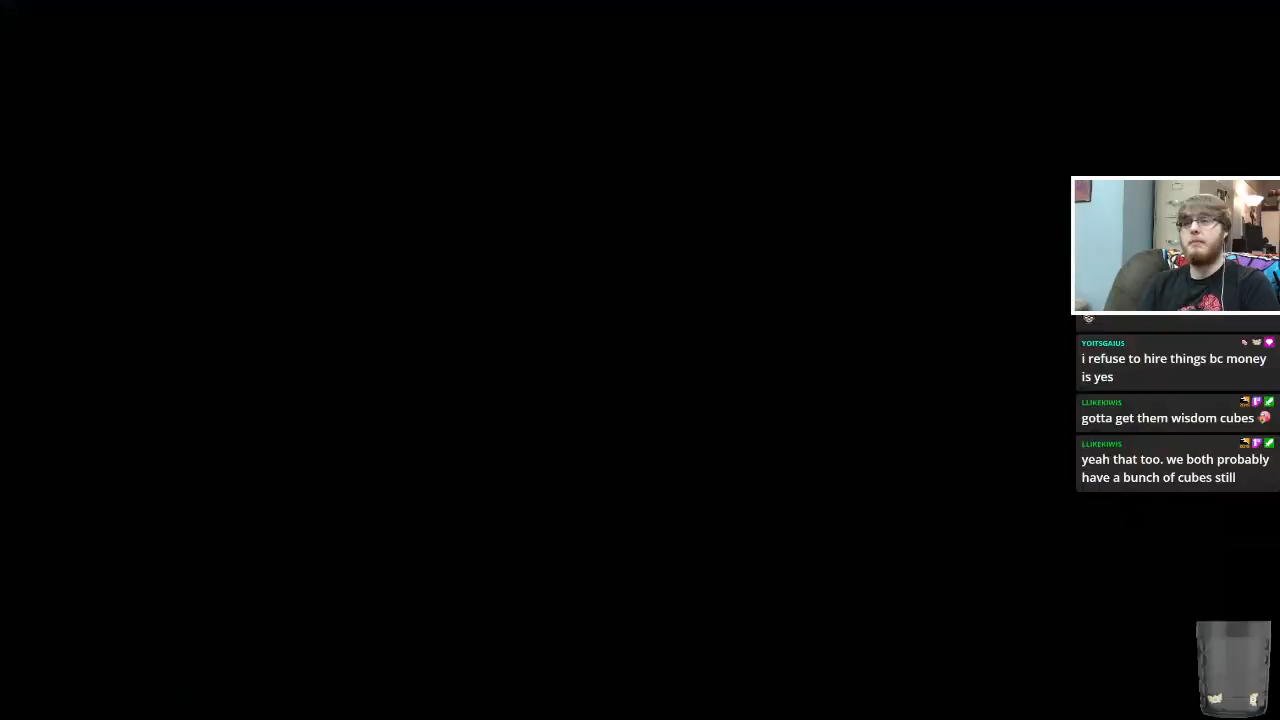 YOITSGAIUS
i refuse to hire things bc money
is yes
LLIKEKIWIS
gotta get them wisdom cubes
LLIKEKIWIS
yeah that too. we both probably
have a bunch of cubes still